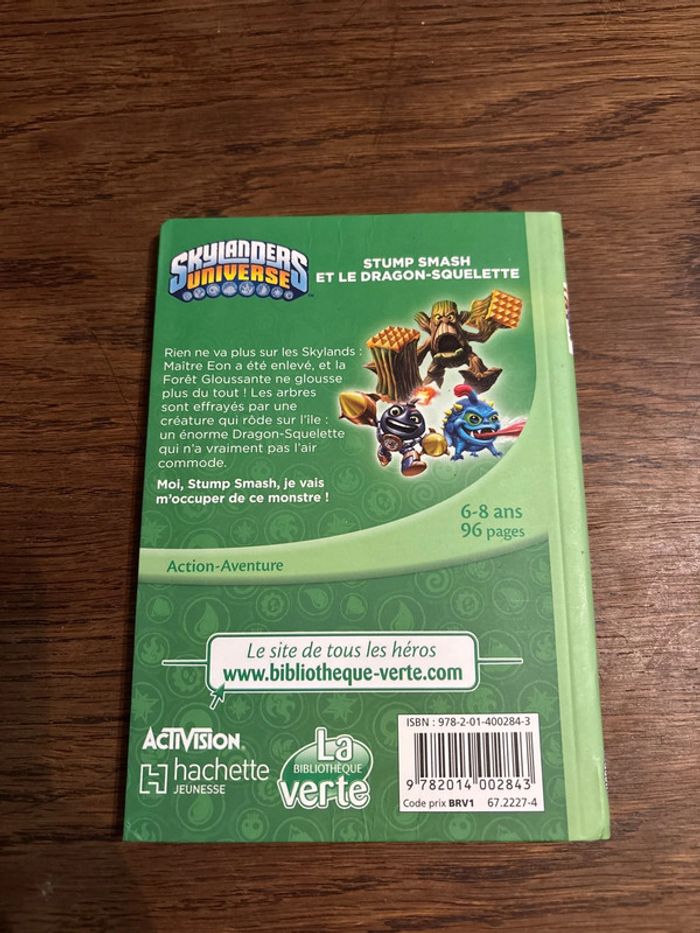 SKYLANDERS
UNIVERSE™
STUMP SMASH
ET LE DRAGON-SQUELETTE
Rien ne va plus sur les Skylands :
Maître Eon a été enlevé, et la
Forêt Gloussante ne glousse
plus du tout ! Les arbres
sont effrayés par une
créature qui rôde sur l’île :
un énorme Dragon-Squelette
qui n’a vraiment pas l’air
commode.
Moi, Stump Smash, je vais
m’occuper de ce monstre !
6-8 ans
96 pages
Action-Aventure
Le site de tous les héros
www.bibliotheque-verte.com
ACTIVISION
hachette
JEUNESSE
La
BIBLIOTHÈQUE
verte
ISBN : 978-2-01-400284-3
9 782014 002843
Code prix BRV1 67.2227-4